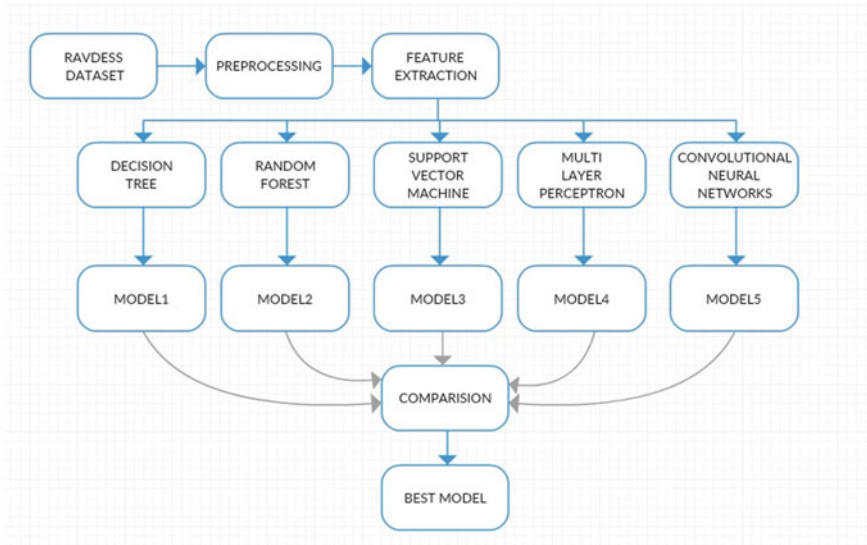 RAVDESS
DATASET
PREPROCESSING
FEATURE
EXTRACTION
DECISION
TREE
RANDOM
FOREST
SUPPORT
VECTOR
MACHINE
MULTI
LAYER
PERCEPTRON
CONVOLUTIONAL
NEURAL
NETWORKS
MODEL1
MODEL2
MODEL3
MODEL4
MODEL5
COMPARISION
BEST MODEL